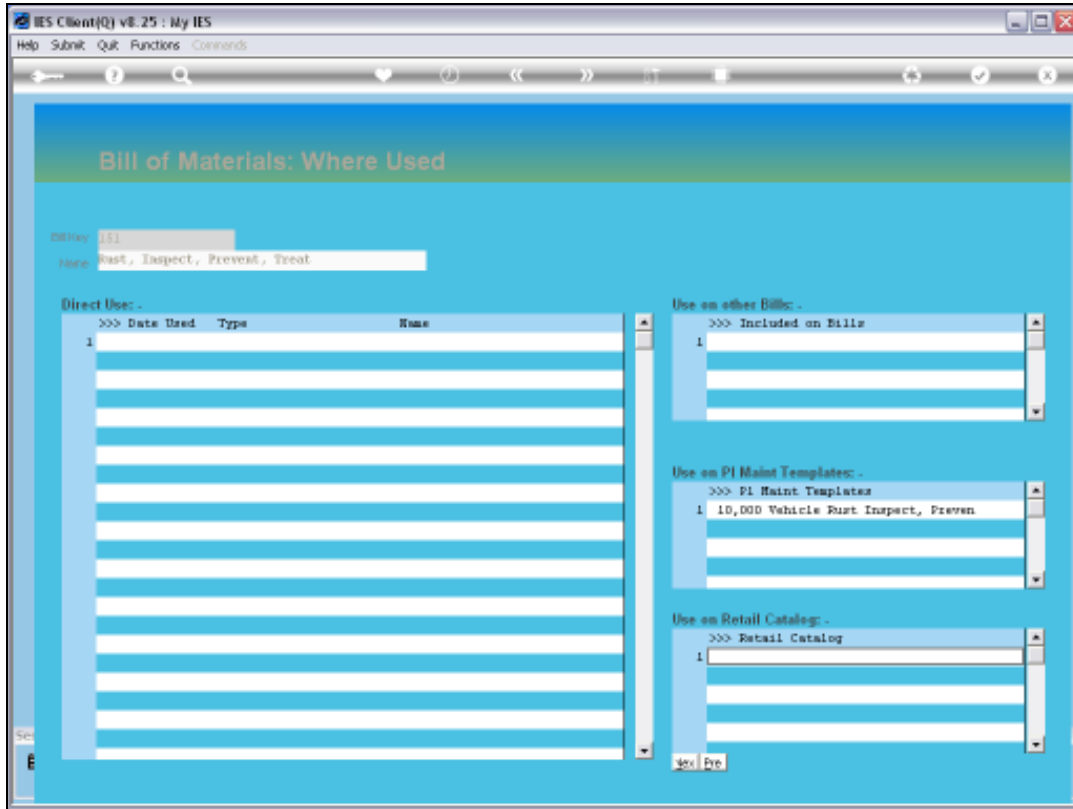 IES Client(Q) v8.25 : My IES
Help Submit Quit Functions Commands
Bill of Materials: Where Used
Bill Key 151
Name Rust, Inspect, Prevent, Treat
Direct Use: -
>>> Date Used Type Name
1
Use on other Bills: -
>>> Included on Bills
1
Use on PI Maint Templates: -
>>> PI Maint Templates
1 10,000 Vehicle Rust Inspect, Preven
Use on Retail Catalog: -
>>> Retail Catalog
1
Nex Pre